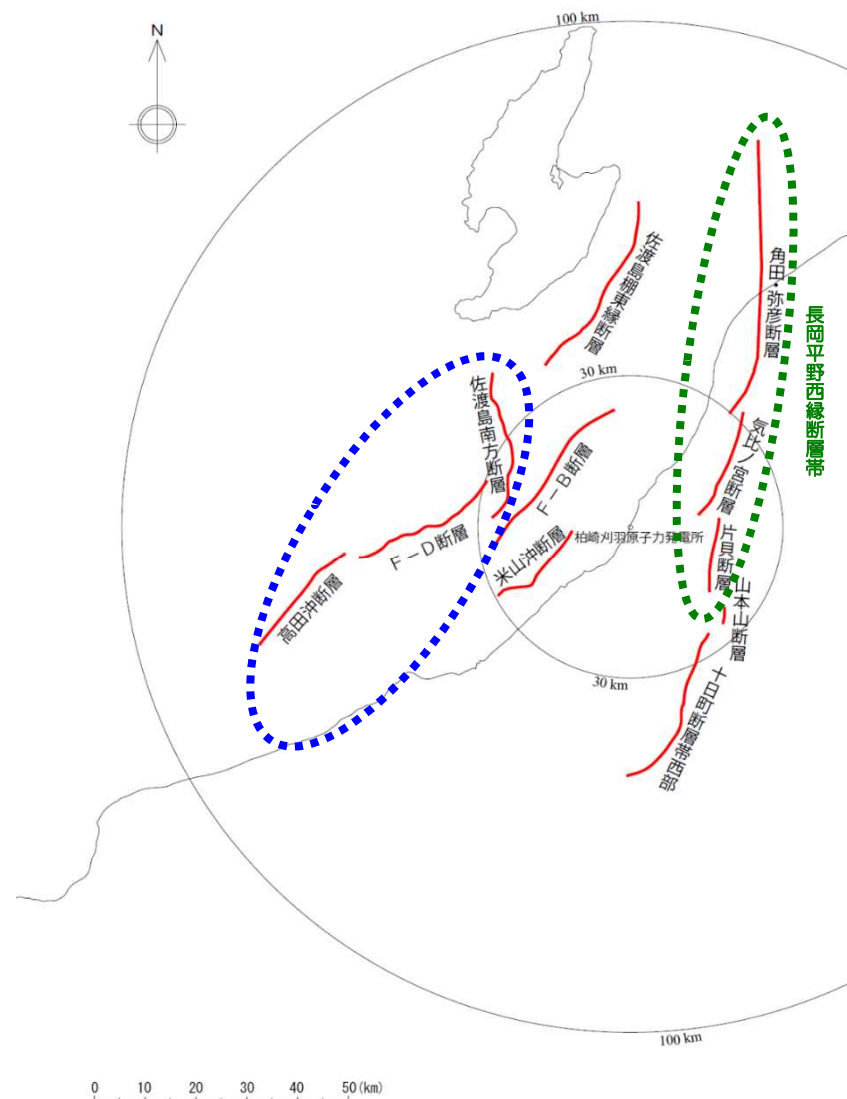 100 km
N
佐渡島棚東縁断層
角田・弥彦断層
長岡平野西縁断層帯
30 km
佐渡島南方断層
F－B断層
気比ノ宮断層
F－D断層
米山沖断層
柏崎刈羽原子力発電所
片貝断層
高田沖断層
山本山断層
30 km
十日町断層帯西部
100 km
0 10 20 30 40 50(km)